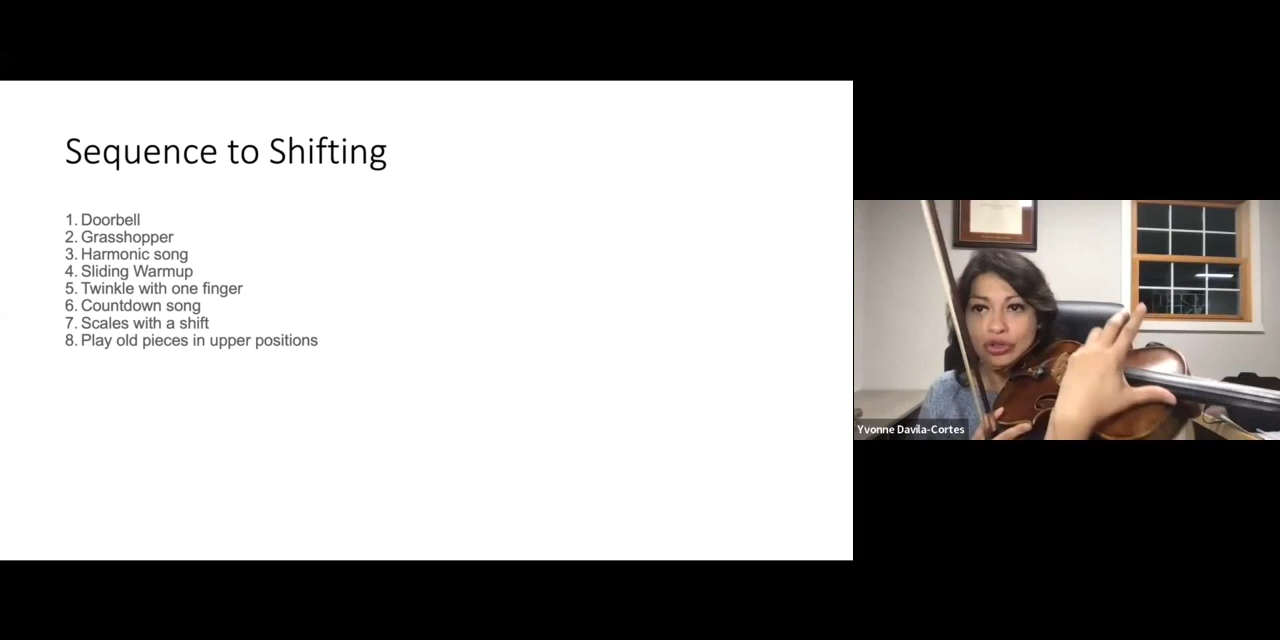 Sequence to Shifting
1. Doorbell
2. Grasshopper
3. Harmonic song
4. Sliding Warmup
5. Twinkle with one finger
6. Countdown song
7. Scales with a shift
8. Play old pieces in upper positions
Yvonne Davila-Cortes